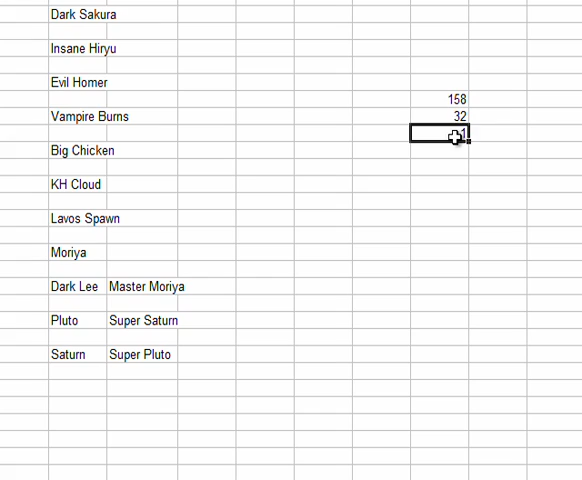 Dark Sakura
Insane Hiryu
Evil Homer
158
Vampire Burns
32
1
Big Chicken
KH Cloud
Lavos Spawn
Moriya
Dark Lee Master Moriya
Pluto Super Saturn
Saturn Super Pluto